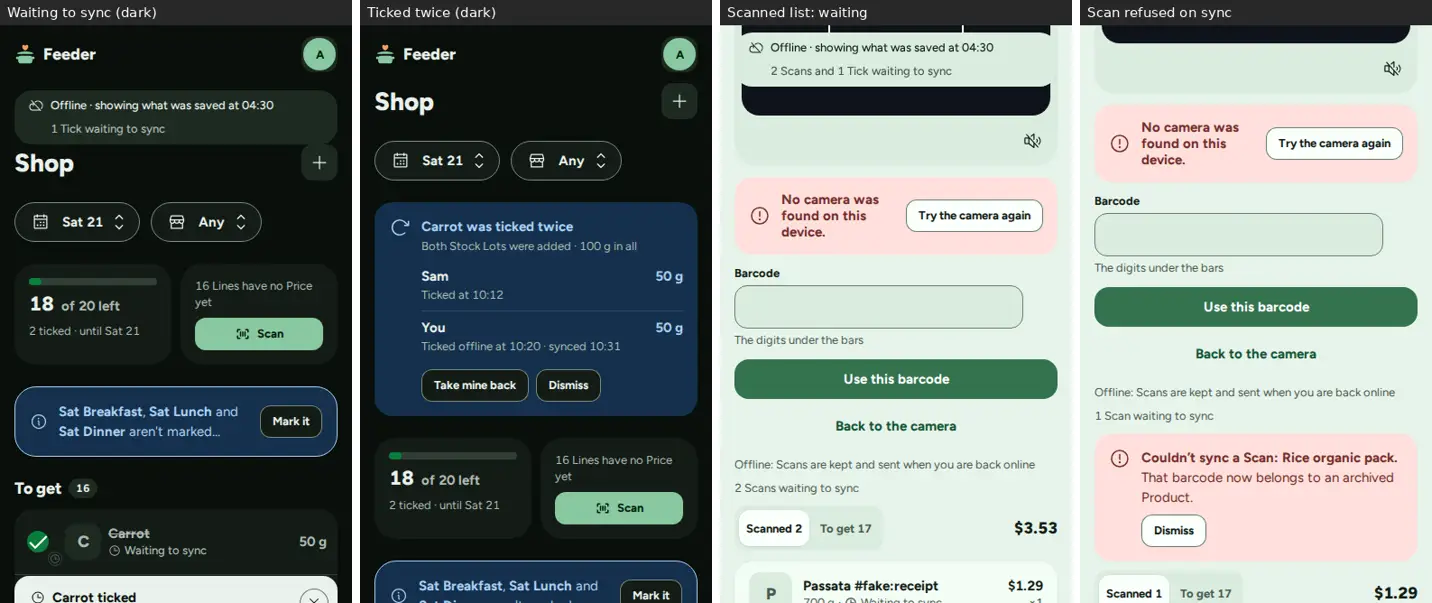 Waiting to sync (dark)
Feeder
A
Offline · showing what was saved at 04:30
1 Tick waiting to sync
Shop
Sat 21
Any
18 of 20 left
2 ticked · until Sat 21
16 Lines have no Price
yet
Scan
Sat Breakfast, Sat Lunch and
Sat Dinner aren't marked...
Mark it
To get 16
C
Carrot
Waiting to sync
50 g
Carrot ticked
Ticked twice (dark)
Feeder
A
Shop
Sat 21
Any
Carrot was ticked twice
Both Stock Lots were added · 100 g in all
Sam
50 g
Ticked at 10:12
You
50 g
Ticked offline at 10:20 · synced 10:31
Take mine back
Dismiss
18 of 20 left
2 ticked · until Sat 21
16 Lines have no Price
yet
Scan
Sat Breakfast, Sat Lunch and
Mark it
Scanned list: waiting
Offline · showing what was saved at 04:30
2 Scans and 1 Tick waiting to sync
No camera was
found on this
device.
Try the camera again
Barcode
The digits under the bars
Use this barcode
Back to the camera
Offline: Scans are kept and sent when you are back online
2 Scans waiting to sync
Scanned 2
To get 17
$3.53
P
Passata #fake:receipt
$1.29
700 g · Waiting to sync
×1
Scan refused on sync
No camera was
found on this
device.
Try the camera again
Barcode
The digits under the bars
Use this barcode
Back to the camera
Offline: Scans are kept and sent when you are back online
1 Scan waiting to sync
Couldn't sync a Scan: Rice organic pack.
That barcode now belongs to an archived
Product.
Dismiss
Scanned 1
To get 17
$1.29